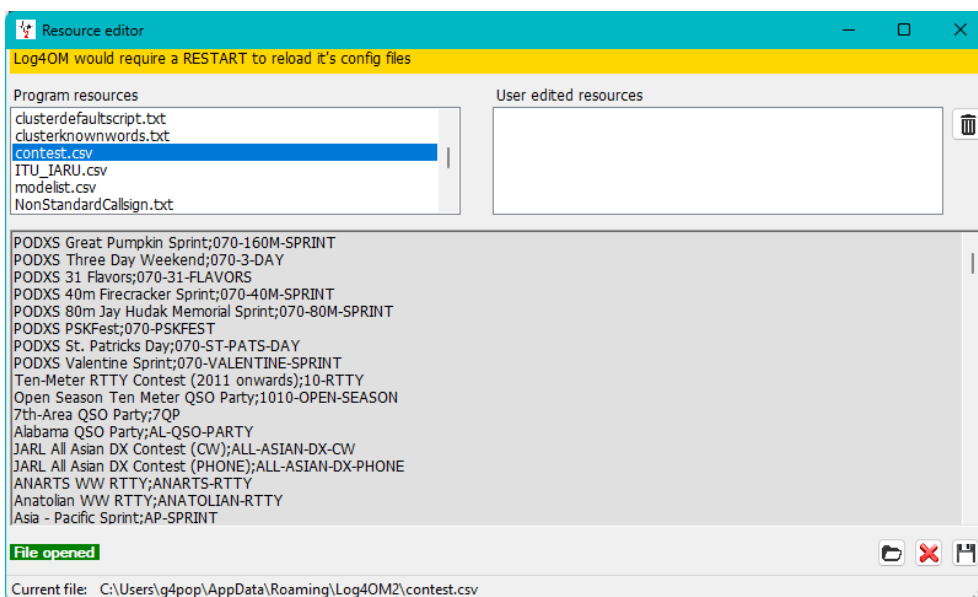 Resource editor
Log4OM would require a RESTART to reload it's config files
Program resources
User edited resources
clusterdefaultscript.txt
clusterknownwords.txt
contest.csv
ITU_IARU.csv
modelist.csv
NonStandardCallsign.txt
PODXS Great Pumpkin Sprint;070-160M-SPRINT
PODXS Three Day Weekend;070-3-DAY
PODXS 31 Flavors;070-31-FLAVORS
PODXS 40m Firecracker Sprint;070-40M-SPRINT
PODXS 80m Jay Hudak Memorial Sprint;070-80M-SPRINT
PODXS PSKFest;070-PSKFEST
PODXS St. Patricks Day;070-ST-PATS-DAY
PODXS Valentine Sprint;070-VALENTINE-SPRINT
Ten-Meter RTTY Contest (2011 onwards);10-RTTY
Open Season Ten Meter QSO Party;1010-OPEN-SEASON
7th-Area QSO Party;7QP
Alabama QSO Party;AL-QSO-PARTY
JARL All Asian DX Contest (CW);ALL-ASIAN-DX-CW
JARL All Asian DX Contest (PHONE);ALL-ASIAN-DX-PHONE
ANARTS WW RTTY;ANARTS-RTTY
Anatolian WW RTTY;ANATOLIAN-RTTY
Asia - Pacific Sprint;AP-SPRINT
File opened
Current file: C:\Users\g4pop\AppData\Roaming\Log4OM2\contest.csv